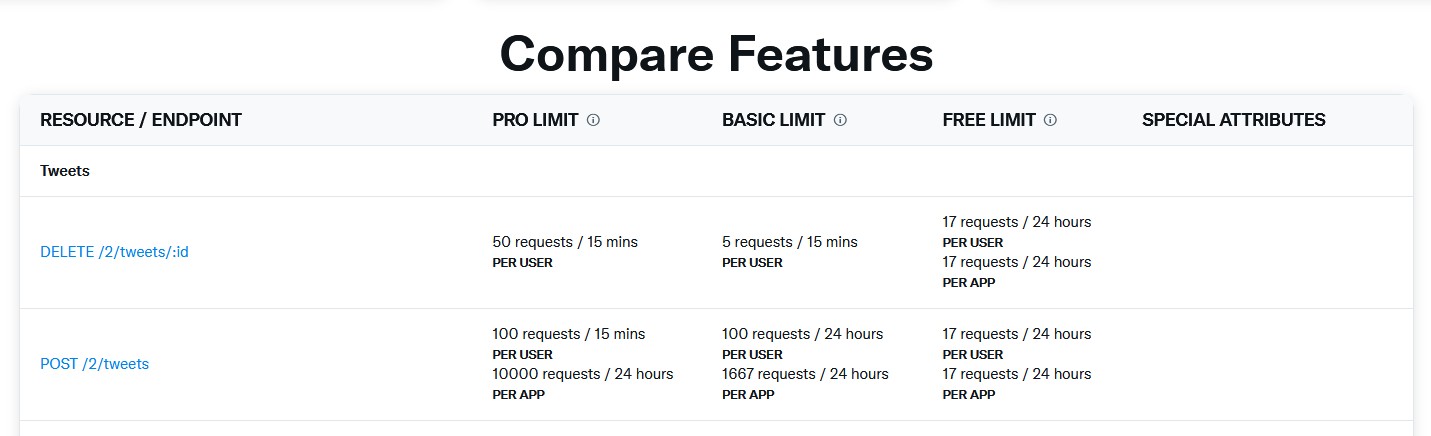 Compare Features
RESOURCE / ENDPOINT PRO LIMIT BASIC LIMIT FREE LIMIT SPECIAL ATTRIBUTES
Tweets
DELETE /2/tweets/:id
50 requests / 15 mins
PER USER
5 requests / 15 mins
PER USER
17 requests / 24 hours
PER USER
17 requests / 24 hours
PER APP
POST /2/tweets
100 requests / 15 mins
PER USER
10000 requests / 24 hours
PER APP
100 requests / 24 hours
PER USER
1667 requests / 24 hours
PER APP
17 requests / 24 hours
PER USER
17 requests / 24 hours
PER APP